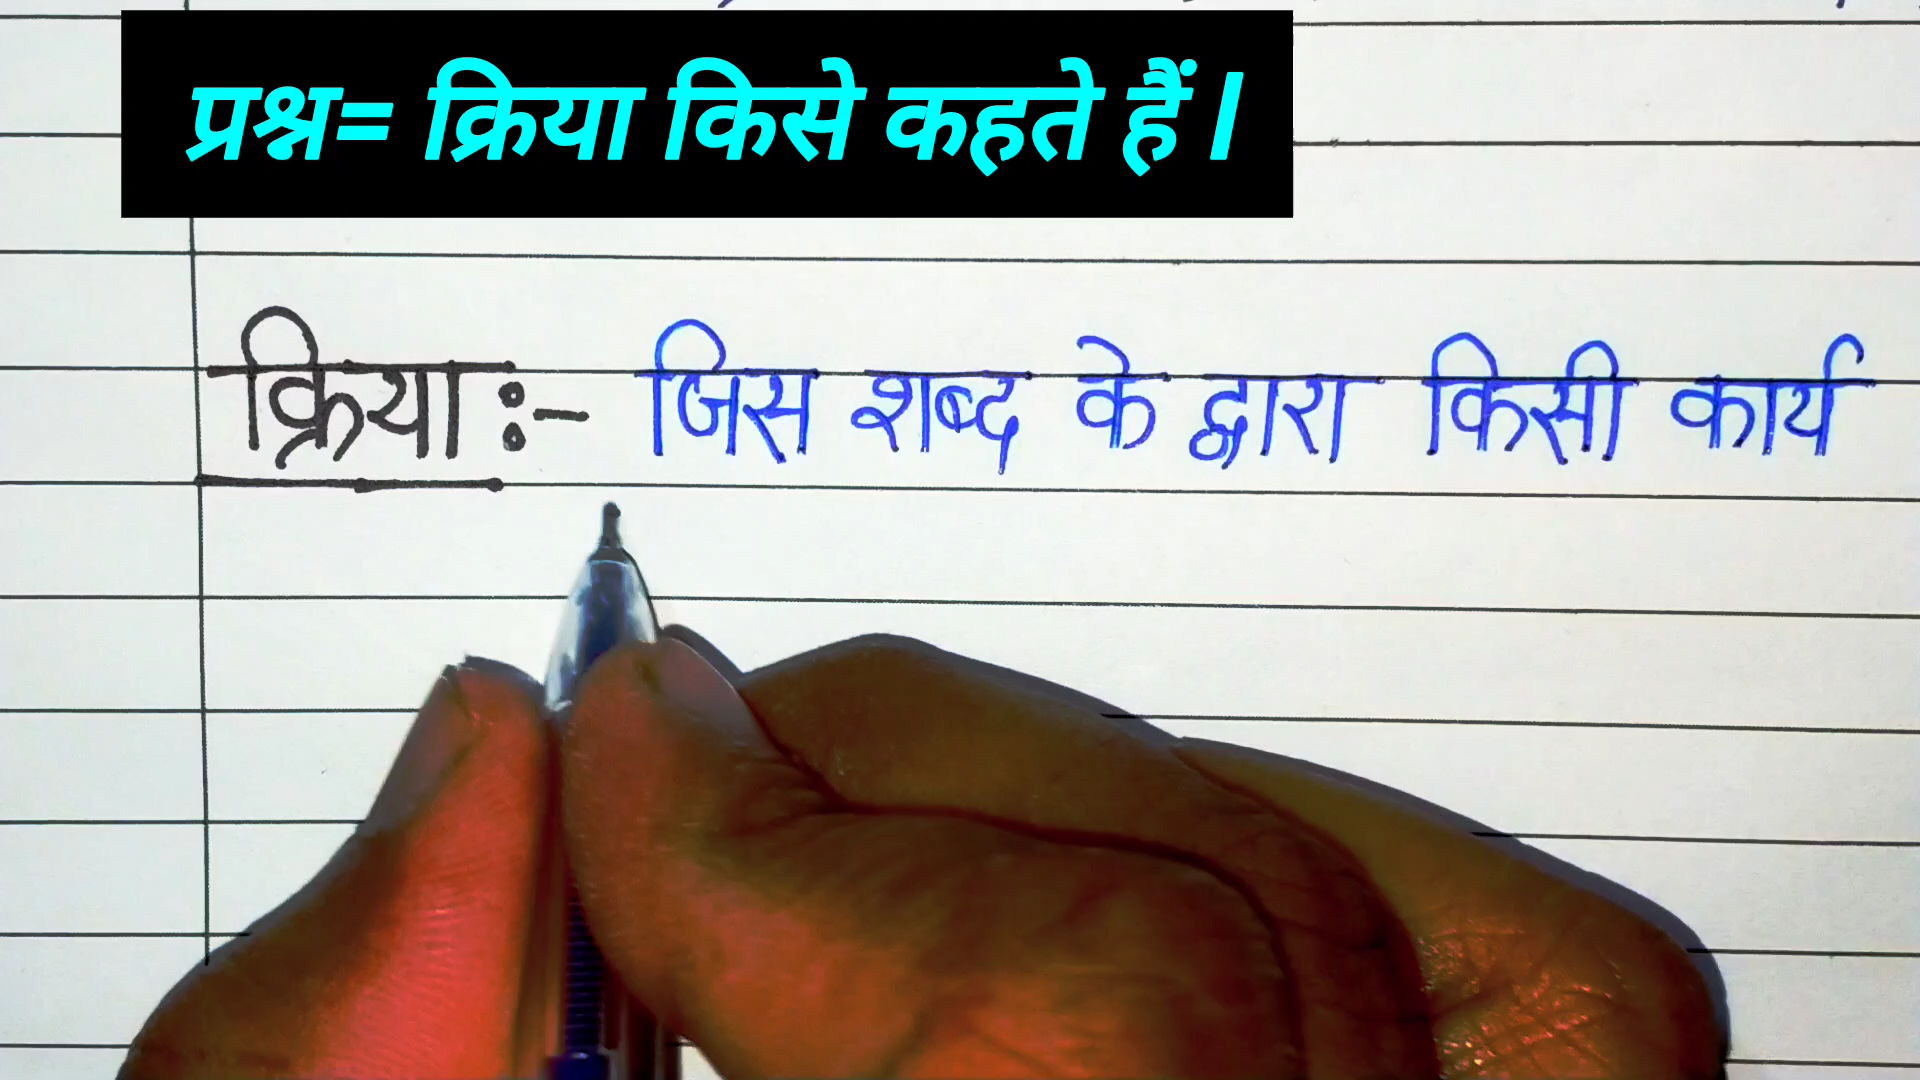 प्रश्न= क्रिया किसे कहते हैं।
क्रिया :- जिस शब्द के द्वारा किसी कार्य